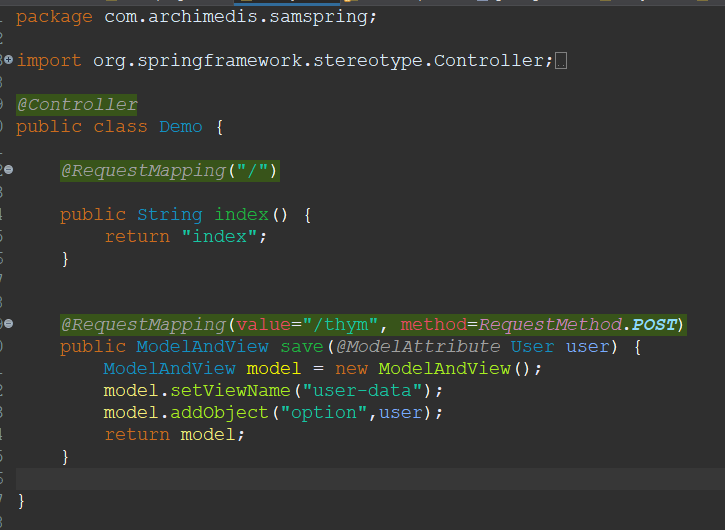 package com.archimedis.samspring;
import org.springframework.stereotype.Controller;
@Controller
public class Demo {
@RequestMapping("/")
public String index() {
return "index";
}
@RequestMapping(value="/thym", method=RequestMethod.POST)
public ModelAndView save(@ModelAttribute User user) {
ModelAndView model = new ModelAndView();
model.setViewName("user-data");
model.addObject("option",user);
return model;
}
}